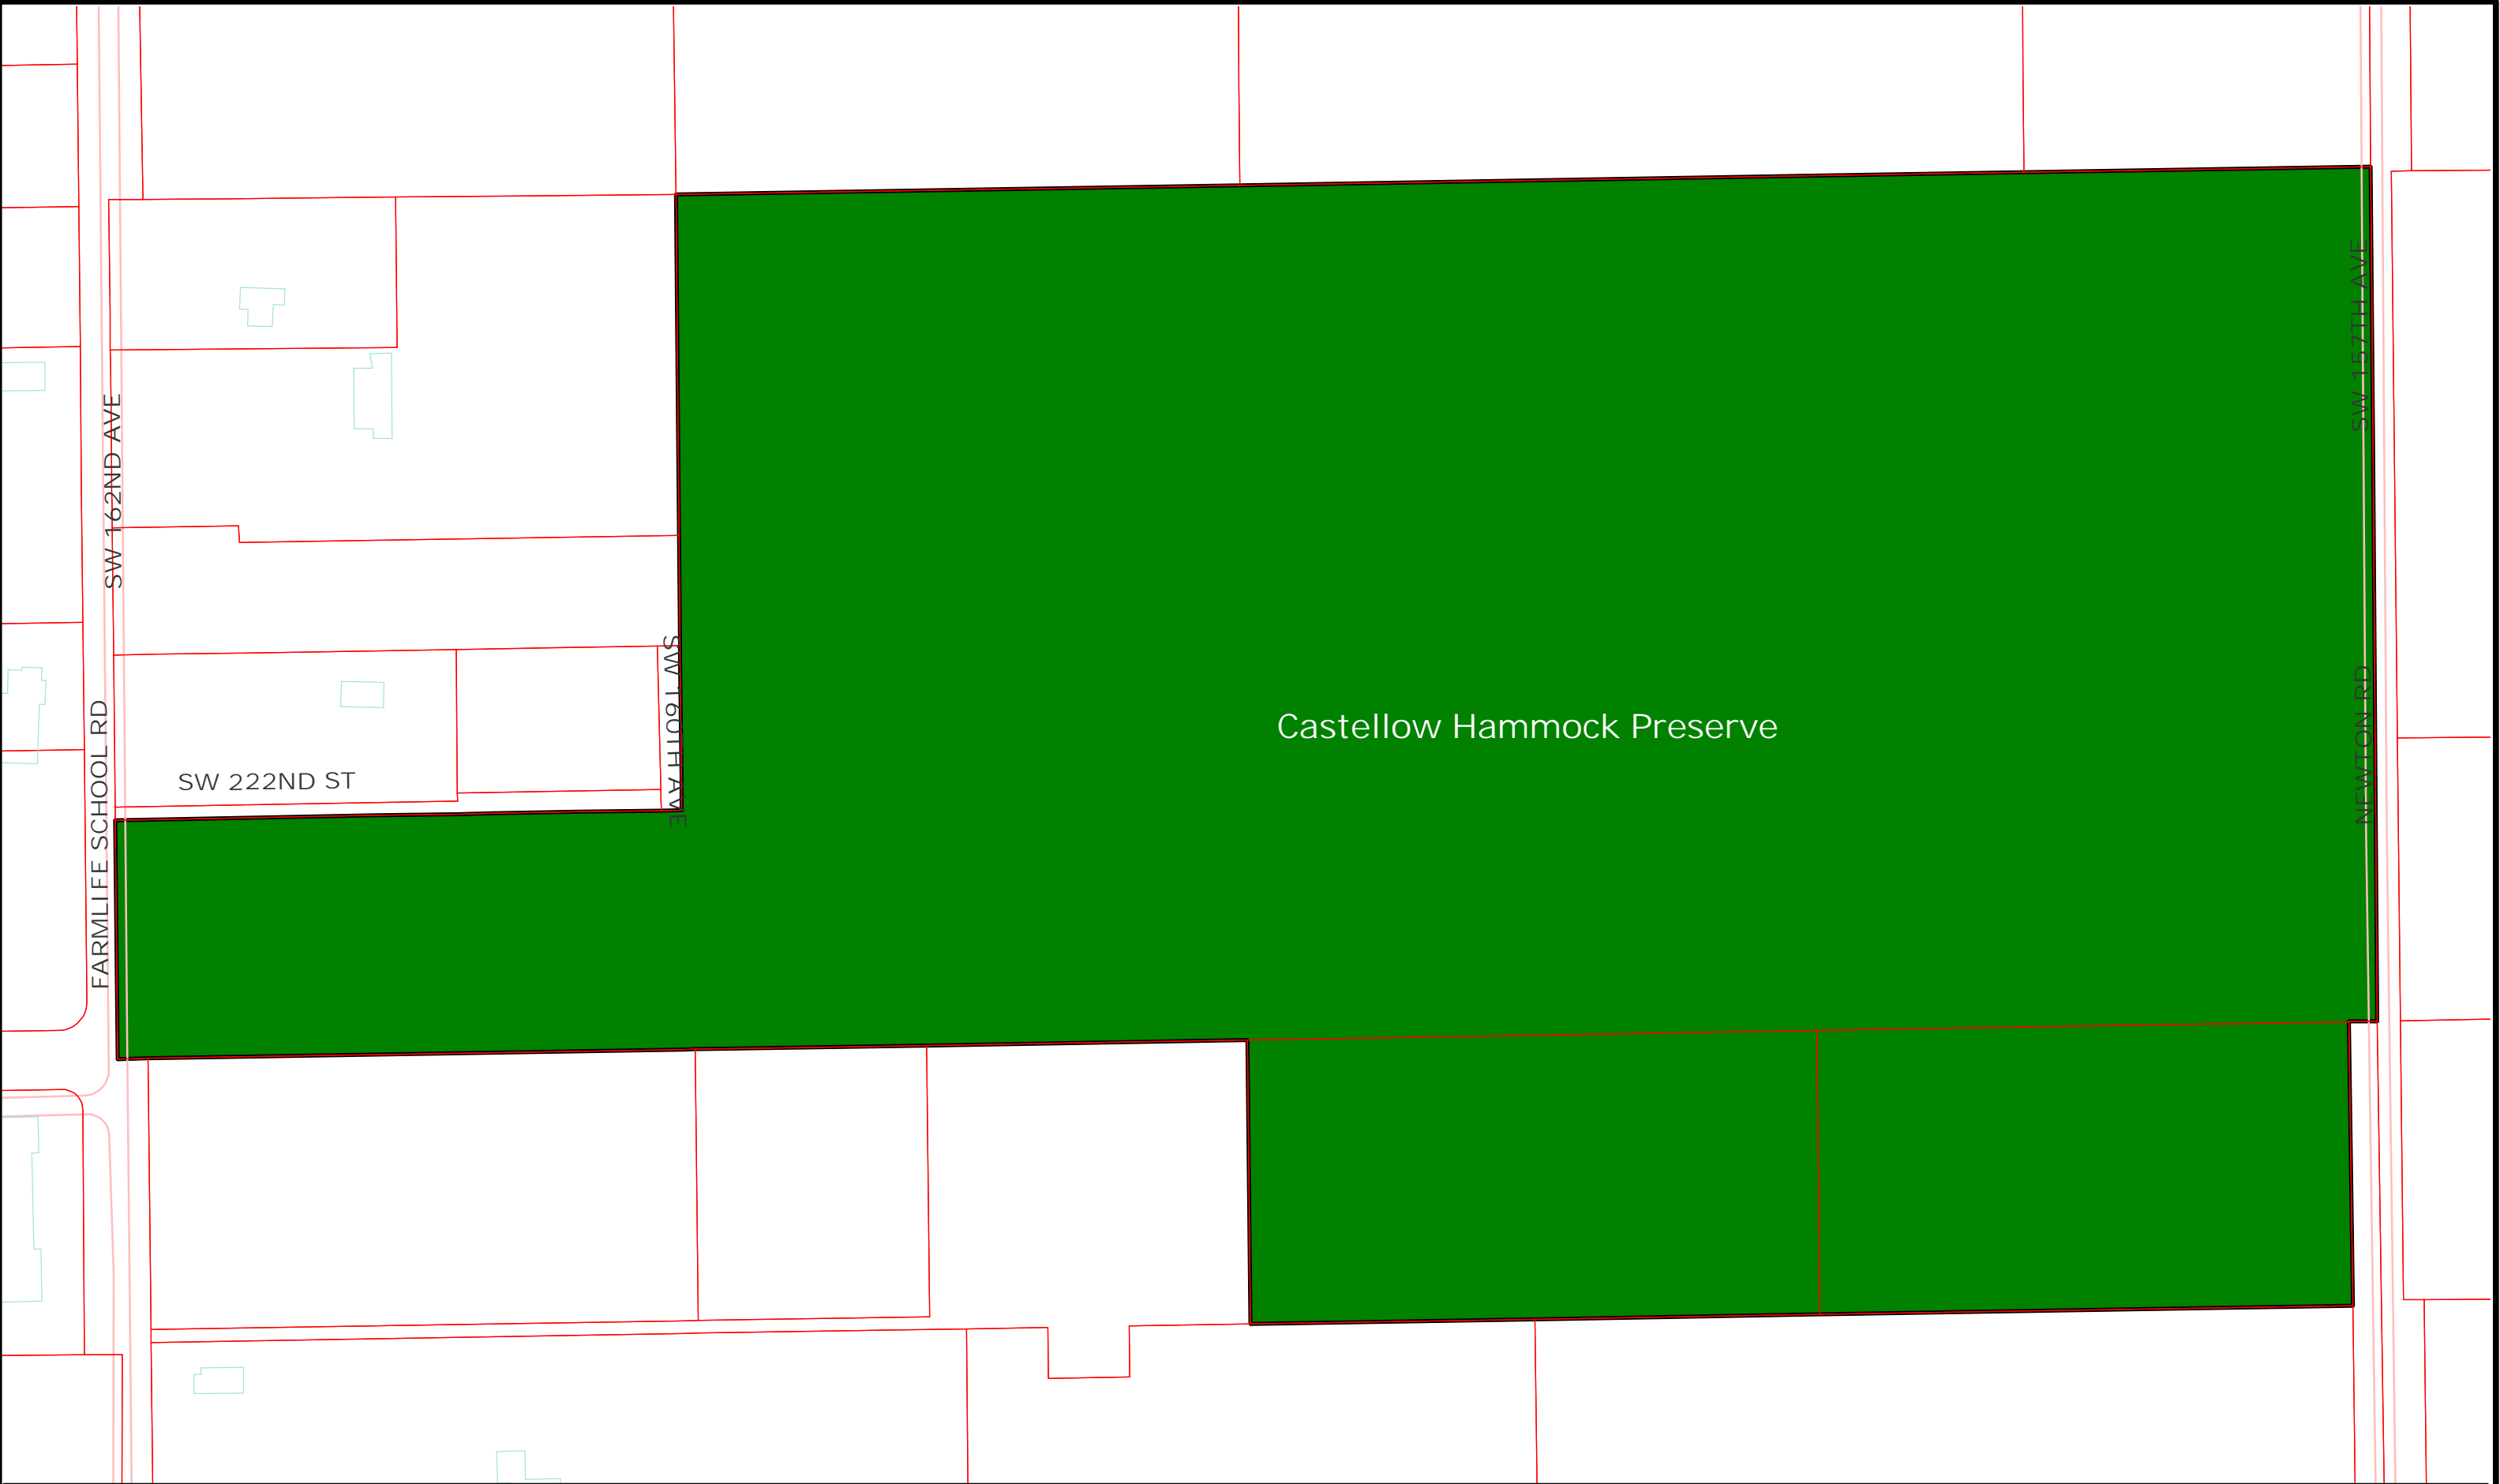 SW 157TH AVE
SW 162ND AVE
SW 160TH AVE
NEWTON RD
Castellow Hammock Preserve
FARMLIFE SCHOOL RD
SW 222ND ST